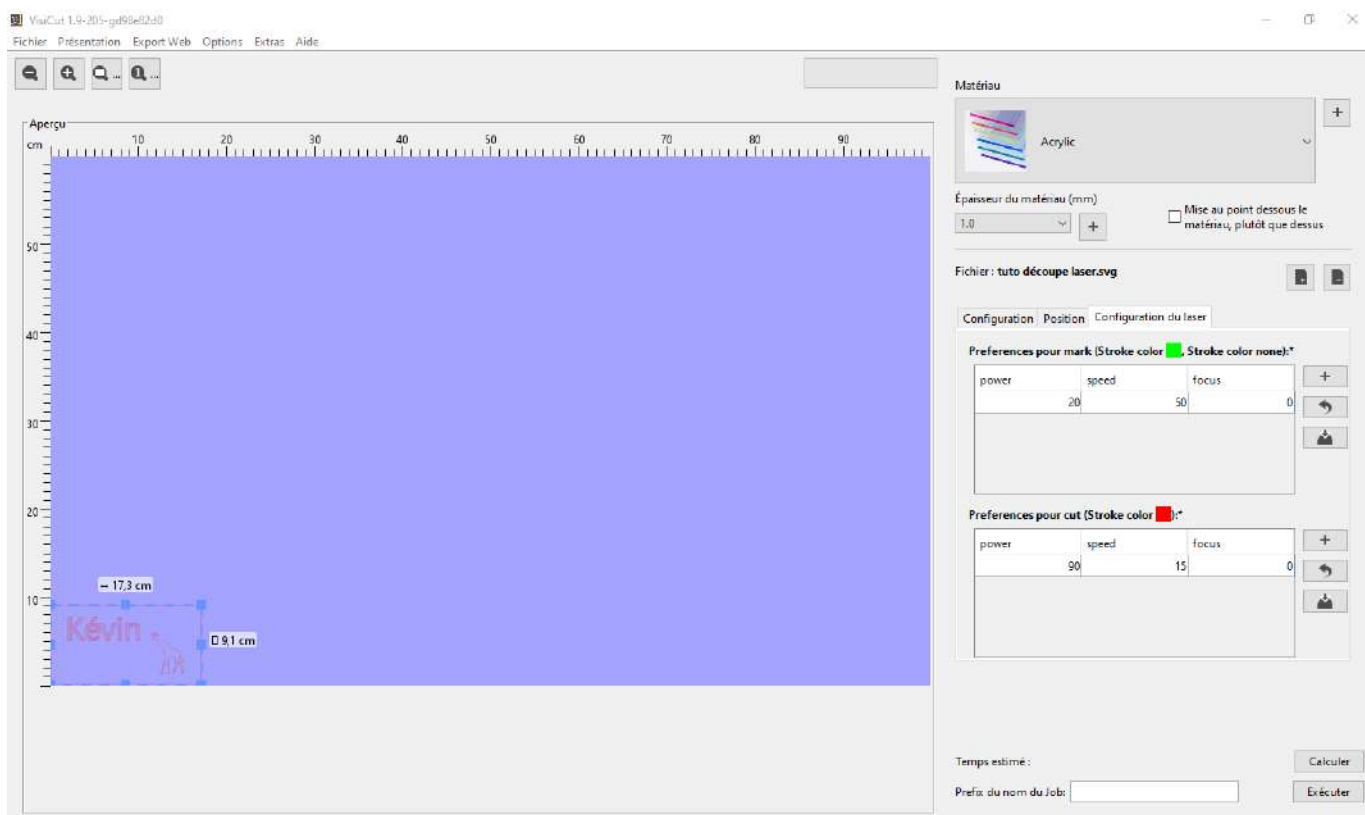 VisiCut 1.9-205-gd98e82d0
Fichier Présentation Export Web Options Extras Aide
... ...
Matériau
Aperçu
cm 10 20 30 40 50 60 70 80 90
Acrylic
Épaisseur du matériau (mm)
1.0
Mise au point dessous le
matériau, plutôt que dessus
50
Fichier : tuto découpe laser.svg
Configuration Position Configuration du laser
40
Preferences pour mark (Stroke color , Stroke color none):*
power speed focus
20 50 0
30
20
Preferences pour cut (Stroke color ):*
power speed focus
90 15 0
17,3 cm
10
Kévin
9,1 cm
Temps estimé :
Calculer
Prefix du nom du Job:
Exécuter